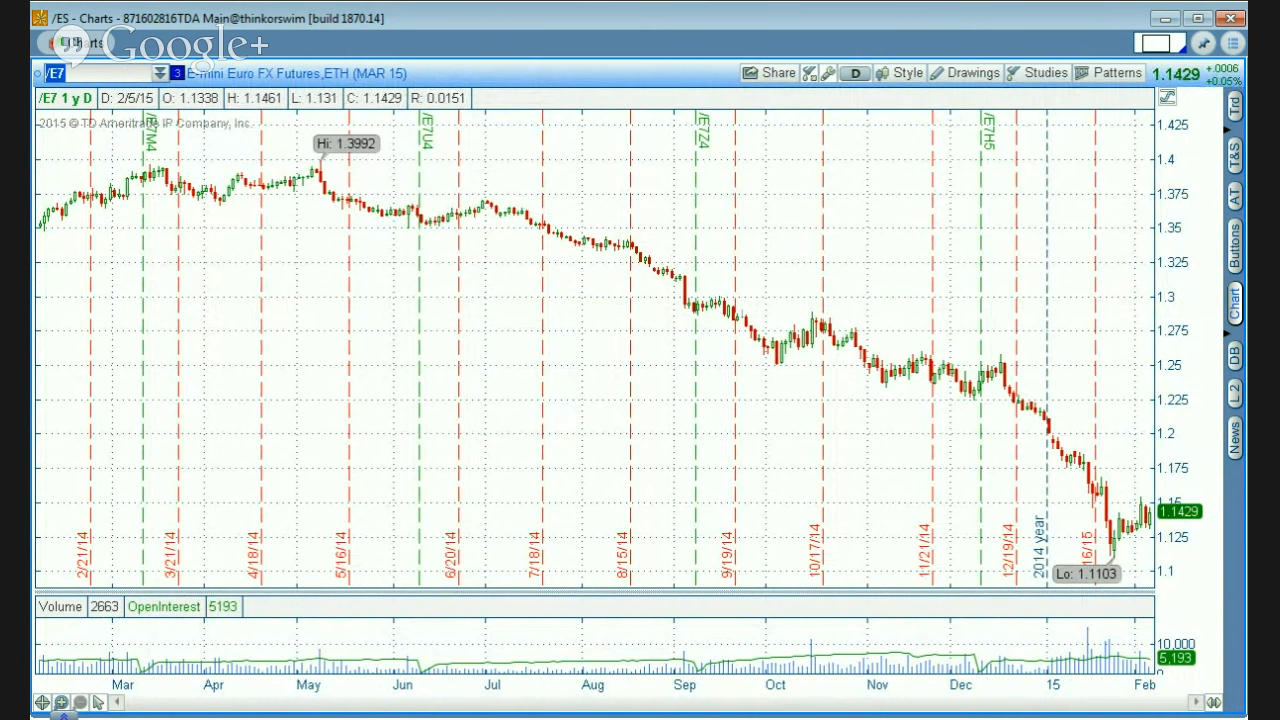 /ES - Charts - 871602816TDA Main@thinkorswim [build 1870.14]
Charts
Google+
/E7 3 E-mini Euro FX Futures,ETH (MAR 15) Share D Style Drawings Studies Patterns 1.1429 +.0006 +0.05%
/E7 1 y D D: 2/5/15 O: 1.1338 H: 1.1461 L: 1.131 C: 1.1429 R: 0.0151
2015 © TD Ameritrade IP Company, Inc.
/E7M4 /E7U4 /E7Z4 /E7H5
Hi: 1.3992
1.425
1.4
1.375
1.35
1.325
1.3
1.275
1.25
1.225
1.2
1.175
1.15
1.1429
1.125
1.1
2/21/14 3/21/14 4/18/14 5/16/14 6/20/14 7/18/14 8/15/14 9/19/14 10/17/14 11/21/14 12/19/14 2014 year 16/15
Lo: 1.1103
Trd
T&S
AT
Buttons
Chart
DB
L 2
News
Volume 2663 OpenInterest 5193
10,000
5,193
0
Mar Apr May Jun Jul Aug Sep Oct Nov Dec 15 Feb